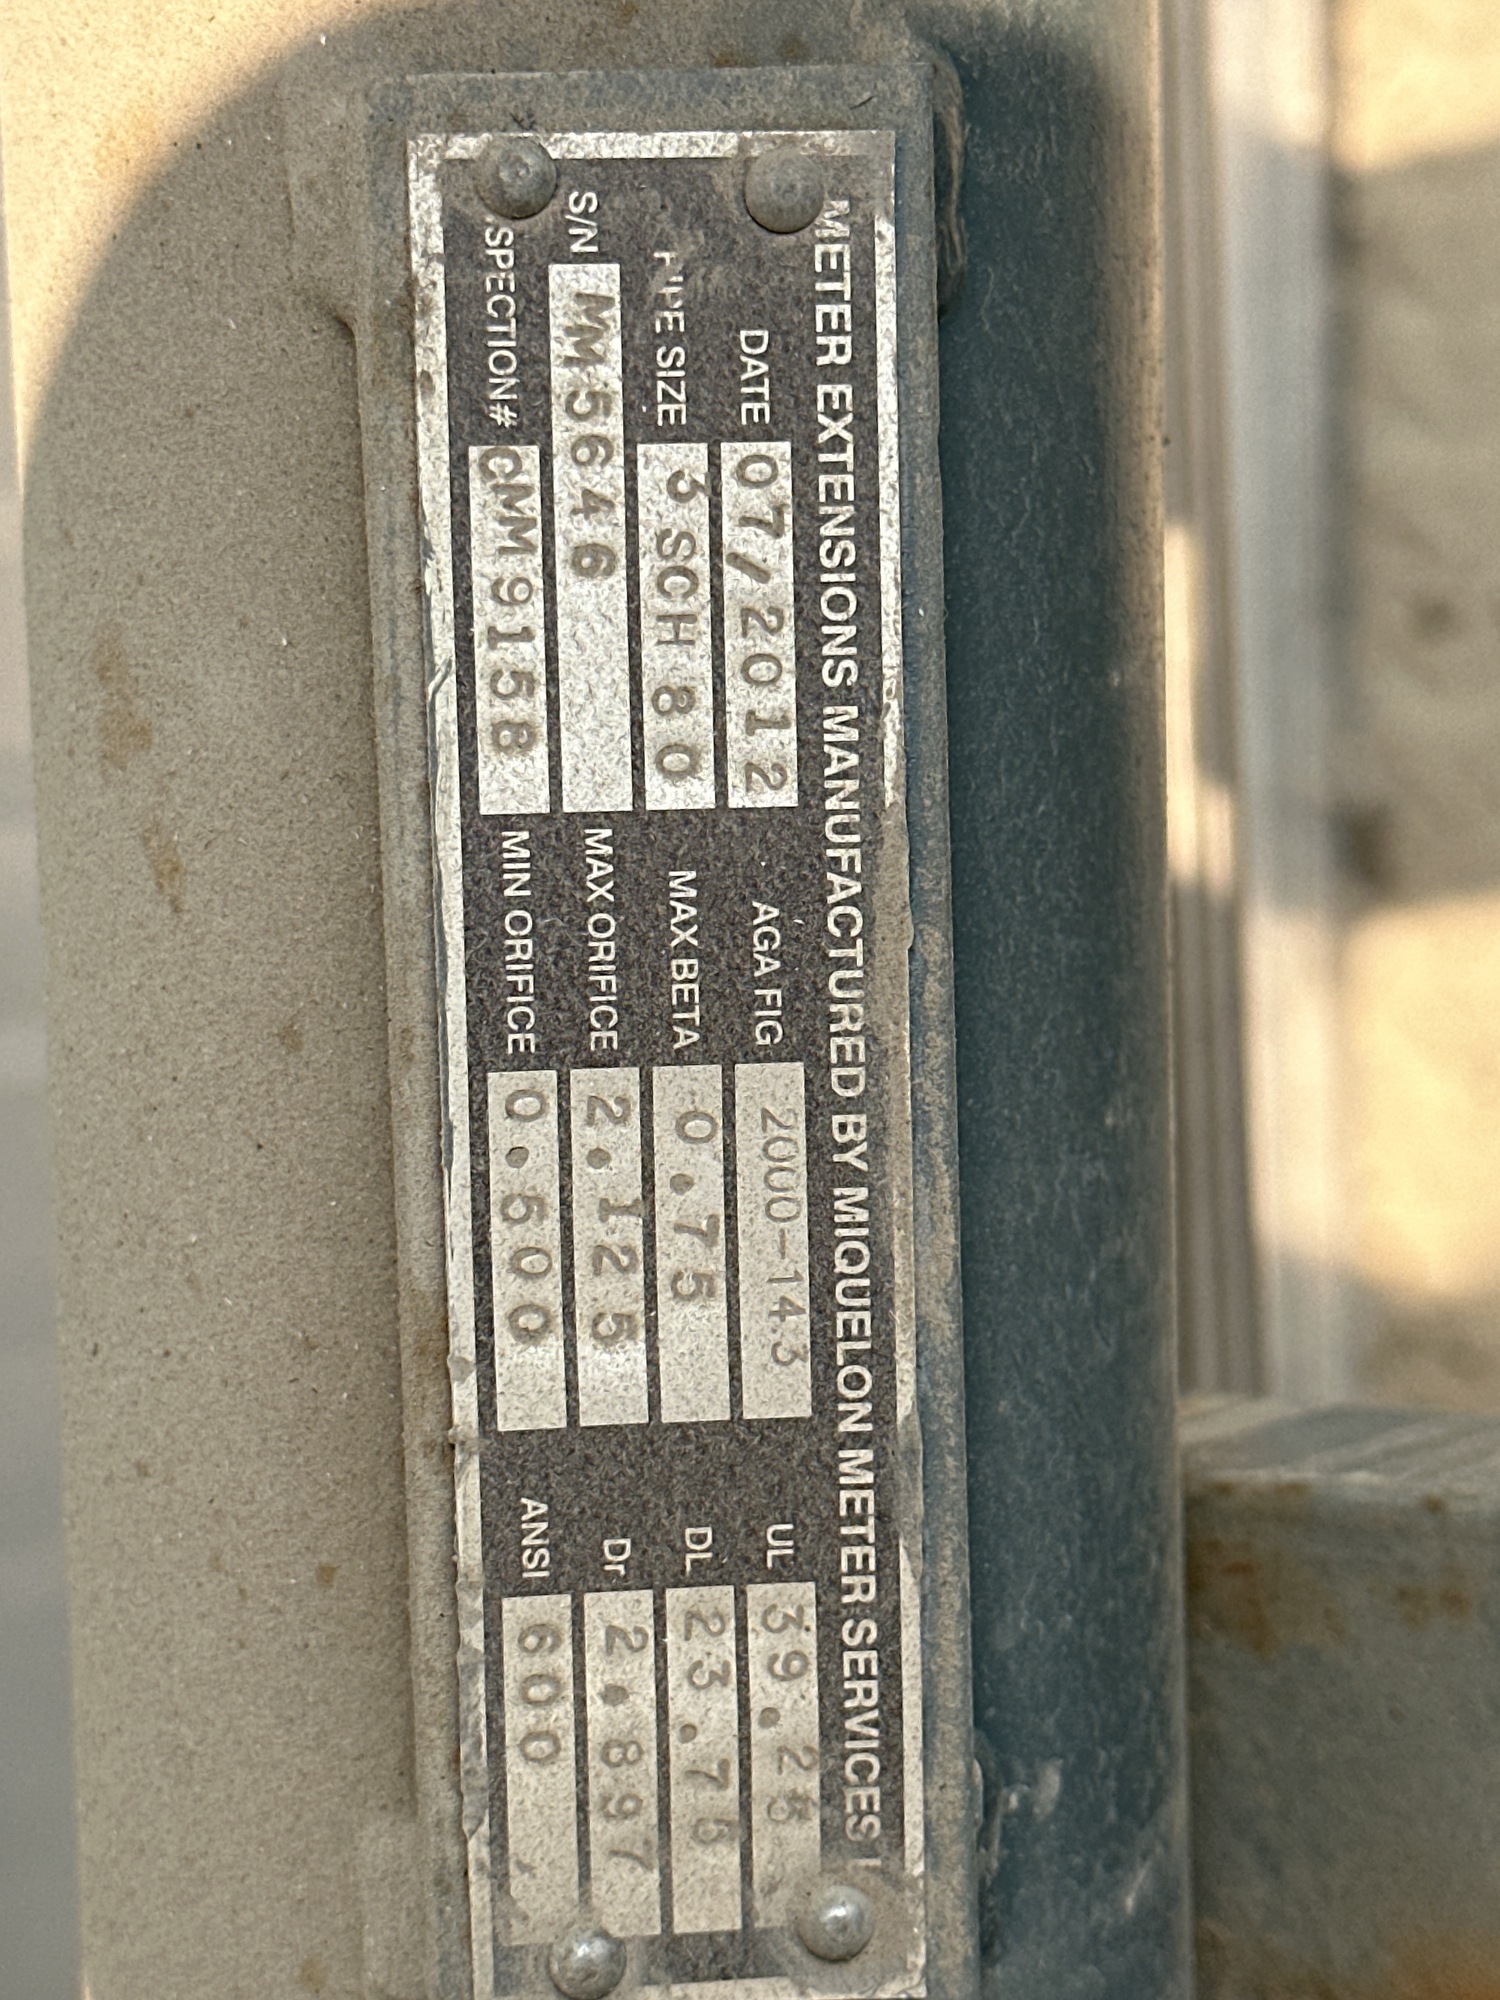 METER EXTENSIONS MANUFACTURED BY MIQUELON METER SERVICES
DATE 07/2012 AGA FIG 2000-143 UL 39.25
PIPE SIZE 3 SCH 80 MAX BETA 0.75 DL 23.75
S/N MM5646 MAX ORIFICE 2.125 Dr 2.897
SPECTION# CMM9158 MIN ORIFICE 0.500 ANSI 600